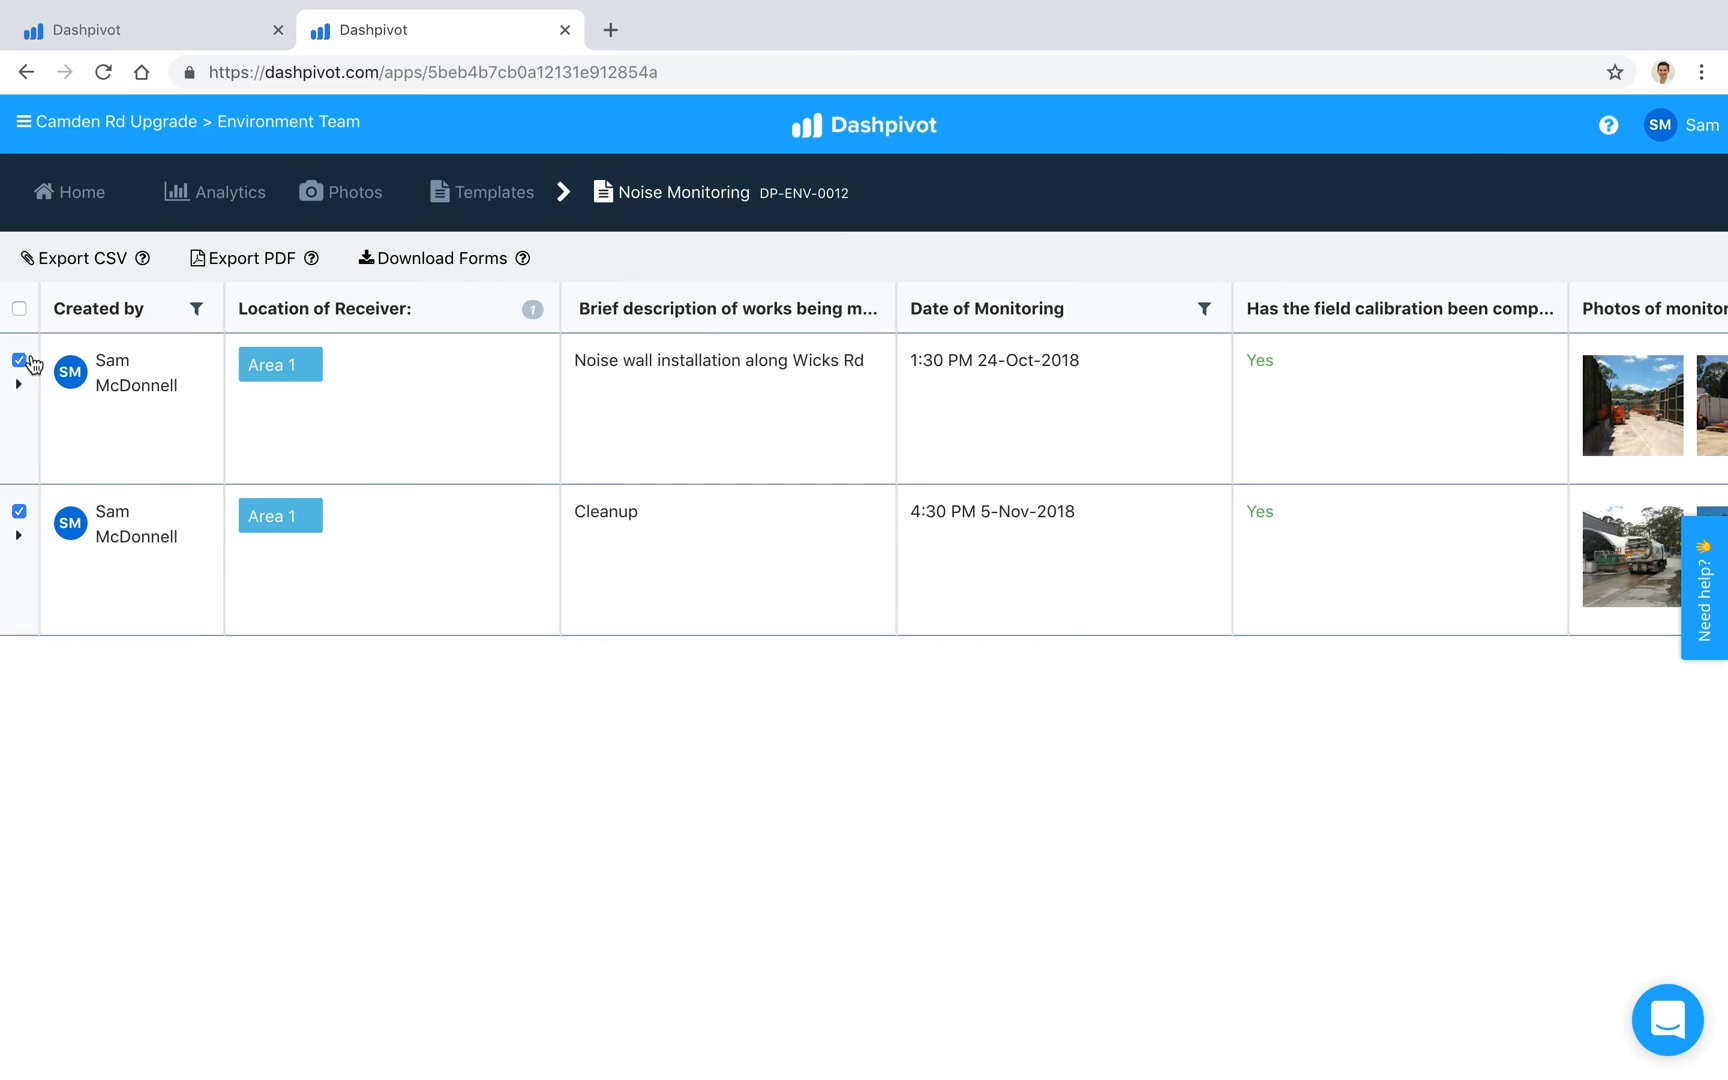 Dashpivot
Dashpivot
https://dashpivot.com/apps/5beb4b7cb0a12131e912854a
Camden Rd Upgrade > Environment Team
Dashpivot
?
SM Sam
Home Analytics Photos Templates Noise Monitoring DP-ENV-0012
Export CSV ? Export PDF ? Download Forms ?
Created by Location of Receiver: 1 Brief description of works being m... Date of Monitoring Has the field calibration been comp... Photos of monitor
SM Sam
McDonnell
Area 1
Noise wall installation along Wicks Rd
1:30 PM 24-Oct-2018
Yes
SM Sam
McDonnell
Area 1
Cleanup
4:30 PM 5-Nov-2018
Yes
Need help? 👋